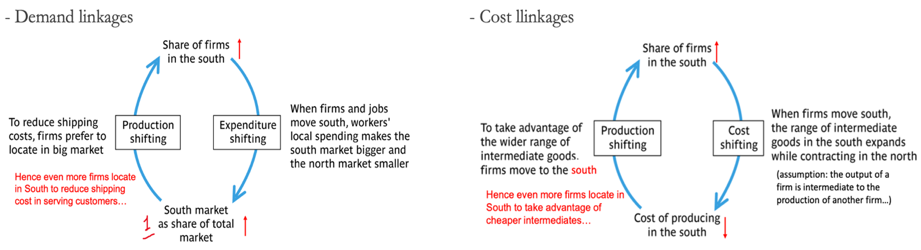 - Demand linkages
Share of firms
in the south
To reduce shipping
costs, firms prefer to
locate in big market
Production
shifting
Expenditure
shifting
When firms and jobs
move south, workers'
local spending makes the
south market bigger and
the north market smaller
Hence even more firms locate
in South to reduce shipping
cost in serving customers…
1
South market
as share of total
market
- Cost llinkages
Share of firms
in the south
To take advantage of
the wider range of
intermediate goods.
firms move to the south
Production
shifting
Cost
shifting
When firms move south,
the range of intermediate
goods in the south expands
while contracting in the north
(assumption: the output of a
firm is intermediate to the
production of another firm...)
Hence even more firms locate in
South to take advantage of
cheaper intermediates…
Cost of producing
in the south